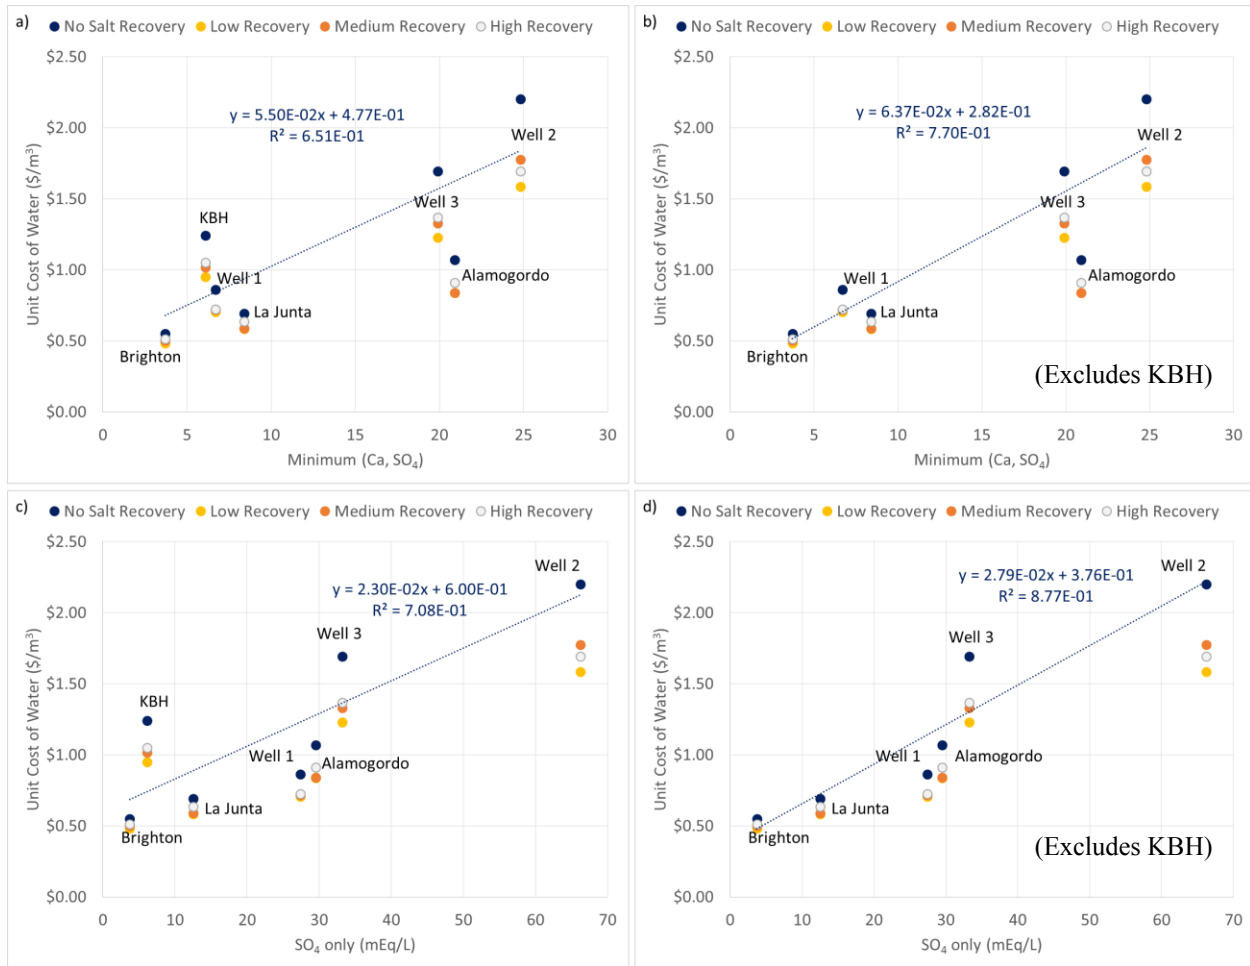 a) No Salt Recovery Low Recovery Medium Recovery High Recovery
$2.50
$2.00
$1.50
$1.00
$0.50
$0.00
Unit Cost of Water ($/m³)
y = 5.50E-02x + 4.77E-01
R² = 6.51E-01
Well 2
Well 3
KBH
Well 1
Alamogordo
La Junta
Brighton
0 5 10 15 20 25 30
Minimum (Ca, SO₄)
b) No Salt Recovery Low Recovery Medium Recovery High Recovery
$2.50
$2.00
$1.50
$1.00
$0.50
$0.00
Unit Cost of Water ($/m³)
y = 6.37E-02x + 2.82E-01
R² = 7.70E-01
Well 2
Well 3
Well 1
Alamogordo
La Junta
Brighton
(Excludes KBH)
0 5 10 15 20 25 30
Minimum (Ca, SO₄)
c) No Salt Recovery Low Recovery Medium Recovery High Recovery
$2.50
$2.00
$1.50
$1.00
$0.50
$0.00
Unit Cost of Water ($/m³)
Well 2
y = 2.30E-02x + 6.00E-01
R² = 7.08E-01
Well 3
KBH
Well 1
Alamogordo
La Junta
Brighton
0 10 20 30 40 50 60 70
SO₄ only (mEq/L)
d) No Salt Recovery Low Recovery Medium Recovery High Recovery
$2.50
$2.00
$1.50
$1.00
$0.50
$0.00
Unit Cost of Water ($/m³)
Well 2
y = 2.79E-02x + 3.76E-01
R² = 8.77E-01
Well 3
Well 1
Alamogordo
La Junta
Brighton
(Excludes KBH)
0 10 20 30 40 50 60 70
SO₄ only (mEq/L)